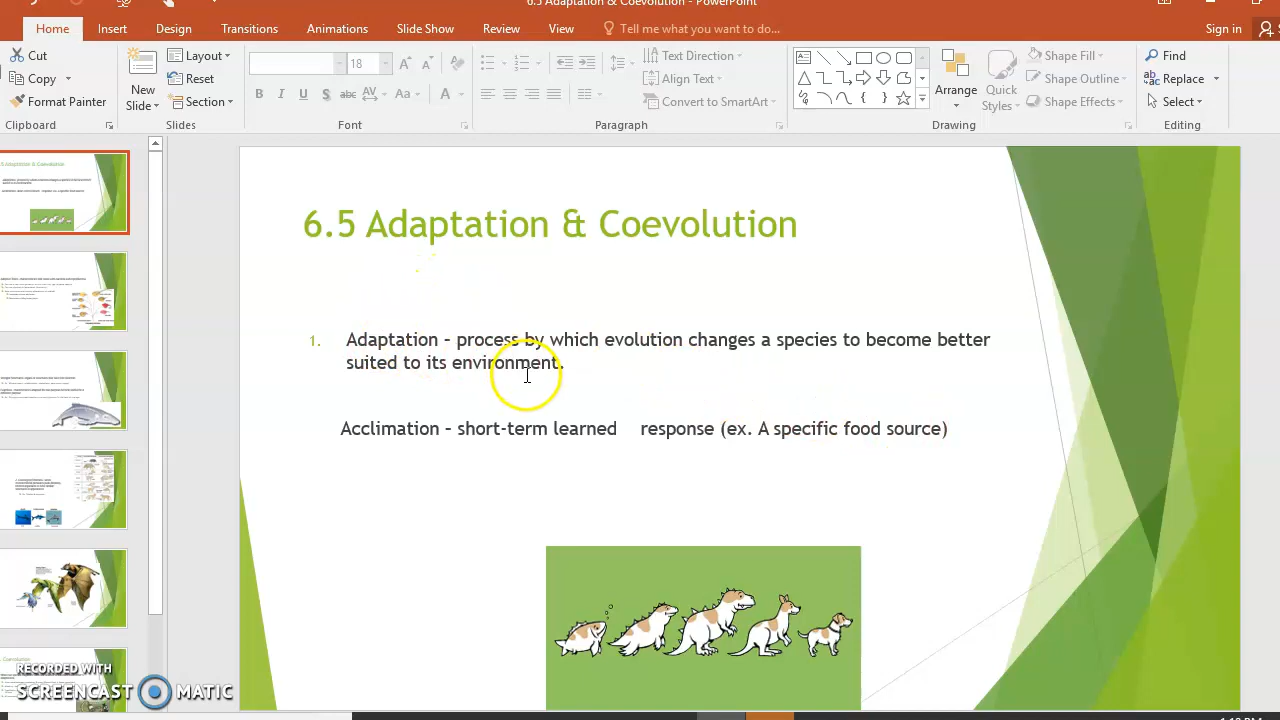 6.5 Adaptation & Coevolution - PowerPoint
Home Insert Design Transitions Animations Slide Show Review View Tell me what you want to do... Sign in
Cut
Copy
Format Painter
Clipboard
New
Slide
Layout
Reset
Section
Slides
18
B I U S abc AV Aa A
Font
Text Direction
Align Text
Convert to SmartArt
Paragraph
Arrange
Quick
Styles
Shape Fill
Shape Outline
Shape Effects
Drawing
Find
Replace
Select
Editing
6.5 Adaptation & Coevolution
1. Adaptation – process by which evolution changes a species to become better
suited to its environment.
Acclimation – short-term learned response (ex. A specific food source)
RECORDED WITH
SCREENCAST MATIC